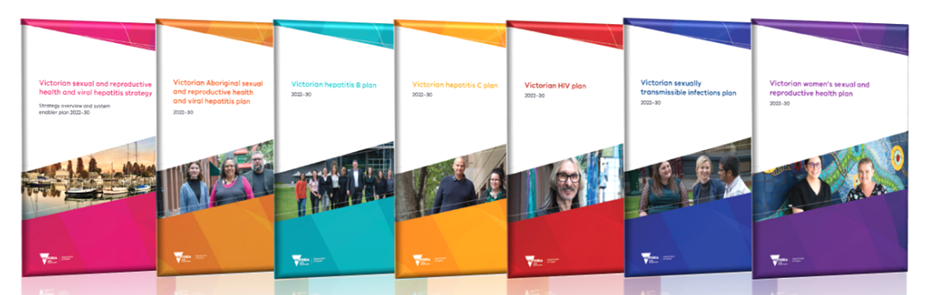 Victorian sexual and reproductive
health and viral hepatitis strategy
Strategy overview and system
enabler plan 2022–30
Victorian Aboriginal sexual
and reproductive health
and viral hepatitis plan
2022–30
Victorian hepatitis B plan
2022–30
Victorian hepatitis C plan
2022–30
Victorian HIV plan
2022–30
Victorian sexually
transmissible infections plan
2022–30
Victorian women's sexual and
reproductive health plan
2022–30